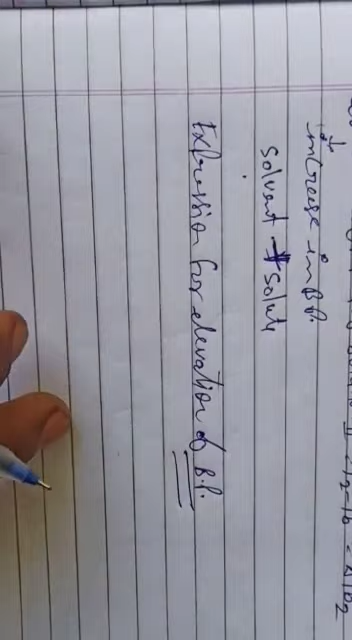 increase in B.P.
Solvent + Solute
Expression for elevation of B.P.